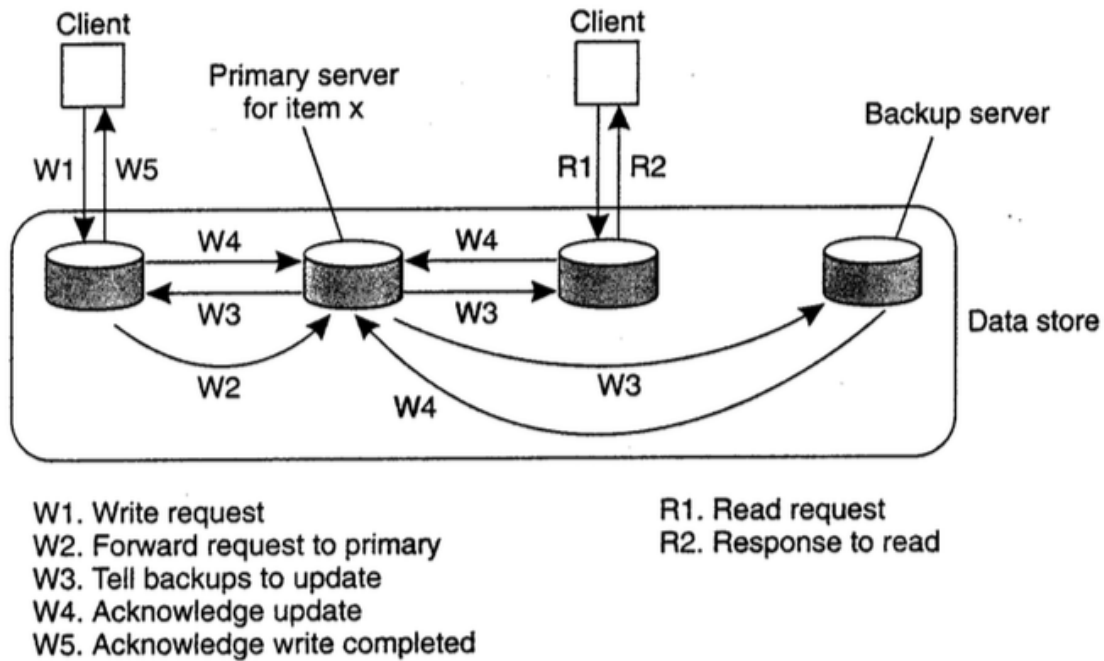 Client
Client
Primary server
for item x
Backup server
W1
W5
R1
R2
W4
W4
W3
W3
Data store
W2
W3
W4
W1. Write request
W2. Forward request to primary
W3. Tell backups to update
W4. Acknowledge update
W5. Acknowledge write completed
R1. Read request
R2. Response to read